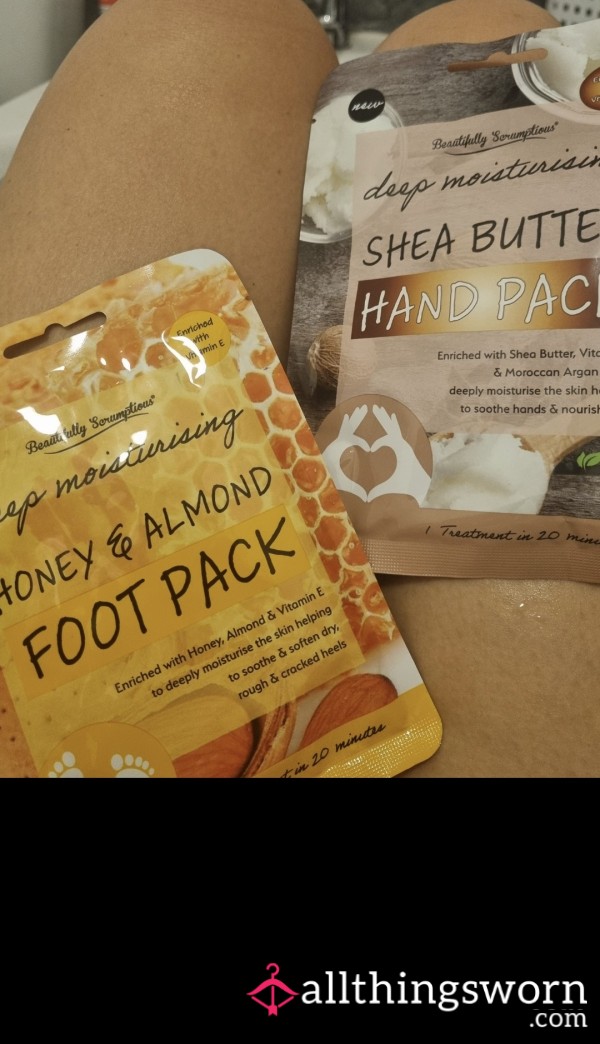 new
Beautifully Scrumptious
deep moisturisin
SHEA BUTTE
HAND PAC
Enriched with Shea Butter, Vit
& Moroccan Argan
deeply moisturise the skin he
to soothe hands & nourish
1 Treatment in 20 minu
Enriched
with
Vitamin E
Beautifully Scrumptious
eep moisturising
HONEY & ALMOND
FOOT PACK
Enriched with Honey, Almond & Vitamin E
to deeply moisturise the skin helping
to soothe & soften dry,
rough & cracked heels
t in 20 minutes
allthingsworn
.com